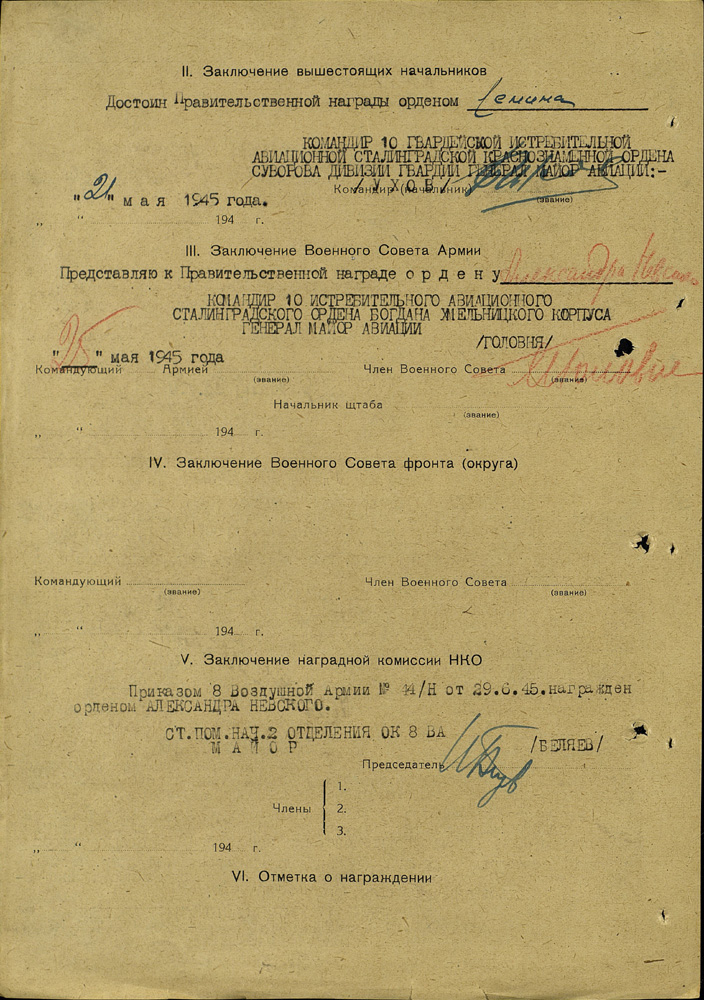 II. Заключение вышестоящих начальников
Достоин Правительственной награды орденом Ленина
КОМАНДИР 10 ГВАРДЕЙСКОЙ ИСТРЕБИТЕЛЬНОЙ
АВИАЦИОННОЙ СТАЛИНГРАДСКОЙ КРАСНОЗНАМЕННОЙ ОРДЕНА
СУВОРОВА ДИВИЗИИ ГВАРДИИ ГЕНЕРАЛ МАЙОР АВИАЦИИ:-
Командир (начальник)
/УХОВ/
(звание)
"21" мая 1945 года.
„ “ 194 г.
III. Заключение Военного Совета Армии
Представляю к Правительственной награде ордену Александра Невского
КОМАНДИР 10 ИСТРЕБИТЕЛЬНОГО АВИАЦИОННОГО
СТАЛИНГРАДСКОГО ОРДЕНА БОГДАНА ХМЕЛЬНИЦКОГО КОРПУСА
ГЕНЕРАЛ МАЙОР АВИАЦИИ
/ГОЛОВНЯ/
"25" мая 1945 года
Командующий Армией Член Военного Совета
(звание) (звание)
Начальник штаба
(звание)
„ “ 194 г.
IV. Заключение Военного Совета фронта (округа)
Командующий Член Военного Совета
(звание) (звание)
„ “ 194 г.
V. Заключение наградной комиссии НКО
Приказом 8 Воздушной Армии № 44/Н от 29.6.45. награжден
орденом АЛЕКСАНДРА НЕВСКОГО.
СТ.ПОМ.НАЧ.2 ОТДЕЛЕНИЯ ОК 8 ВА
МАЙОР /БЕЛЯЕВ/
Председатель
Члены
1.
2.
3.
„ “ 194 г.
VI. Отметка о награждении